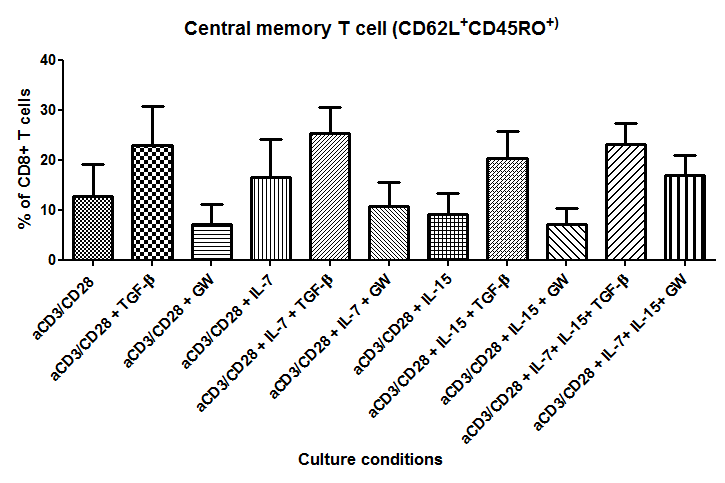 Central memory T cell (CD62L⁺CD45RO⁺⁾
% of CD8+ T cells
40
30
20
10
0
aCD3/CD28
aCD3/CD28 + TGF-β
aCD3/CD28 + GW
aCD3/CD28 + IL-7
aCD3/CD28 + IL-7 + TGF-β
aCD3/CD28 + IL-7 + GW
aCD3/CD28 + IL-15
aCD3/CD28 + IL-15 + TGF-β
aCD3/CD28 + IL-15 + GW
aCD3/CD28 + IL-7+ IL-15+ TGF-β
aCD3/CD28 + IL-7+ IL-15+ GW
Culture conditions